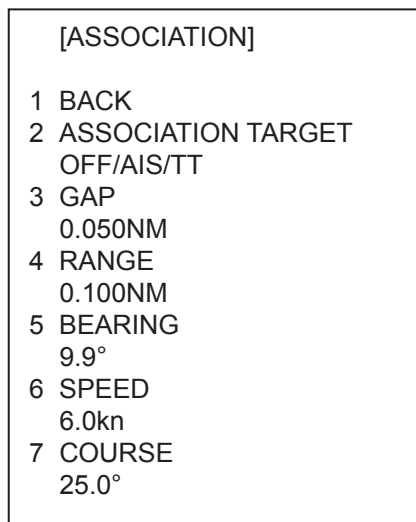 [ASSOCIATION]
1 BACK
2 ASSOCIATION TARGET
OFF/AIS/TT
3 GAP
0.050NM
4 RANGE
0.100NM
5 BEARING
9.9°
6 SPEED
6.0kn
7 COURSE
25.0°